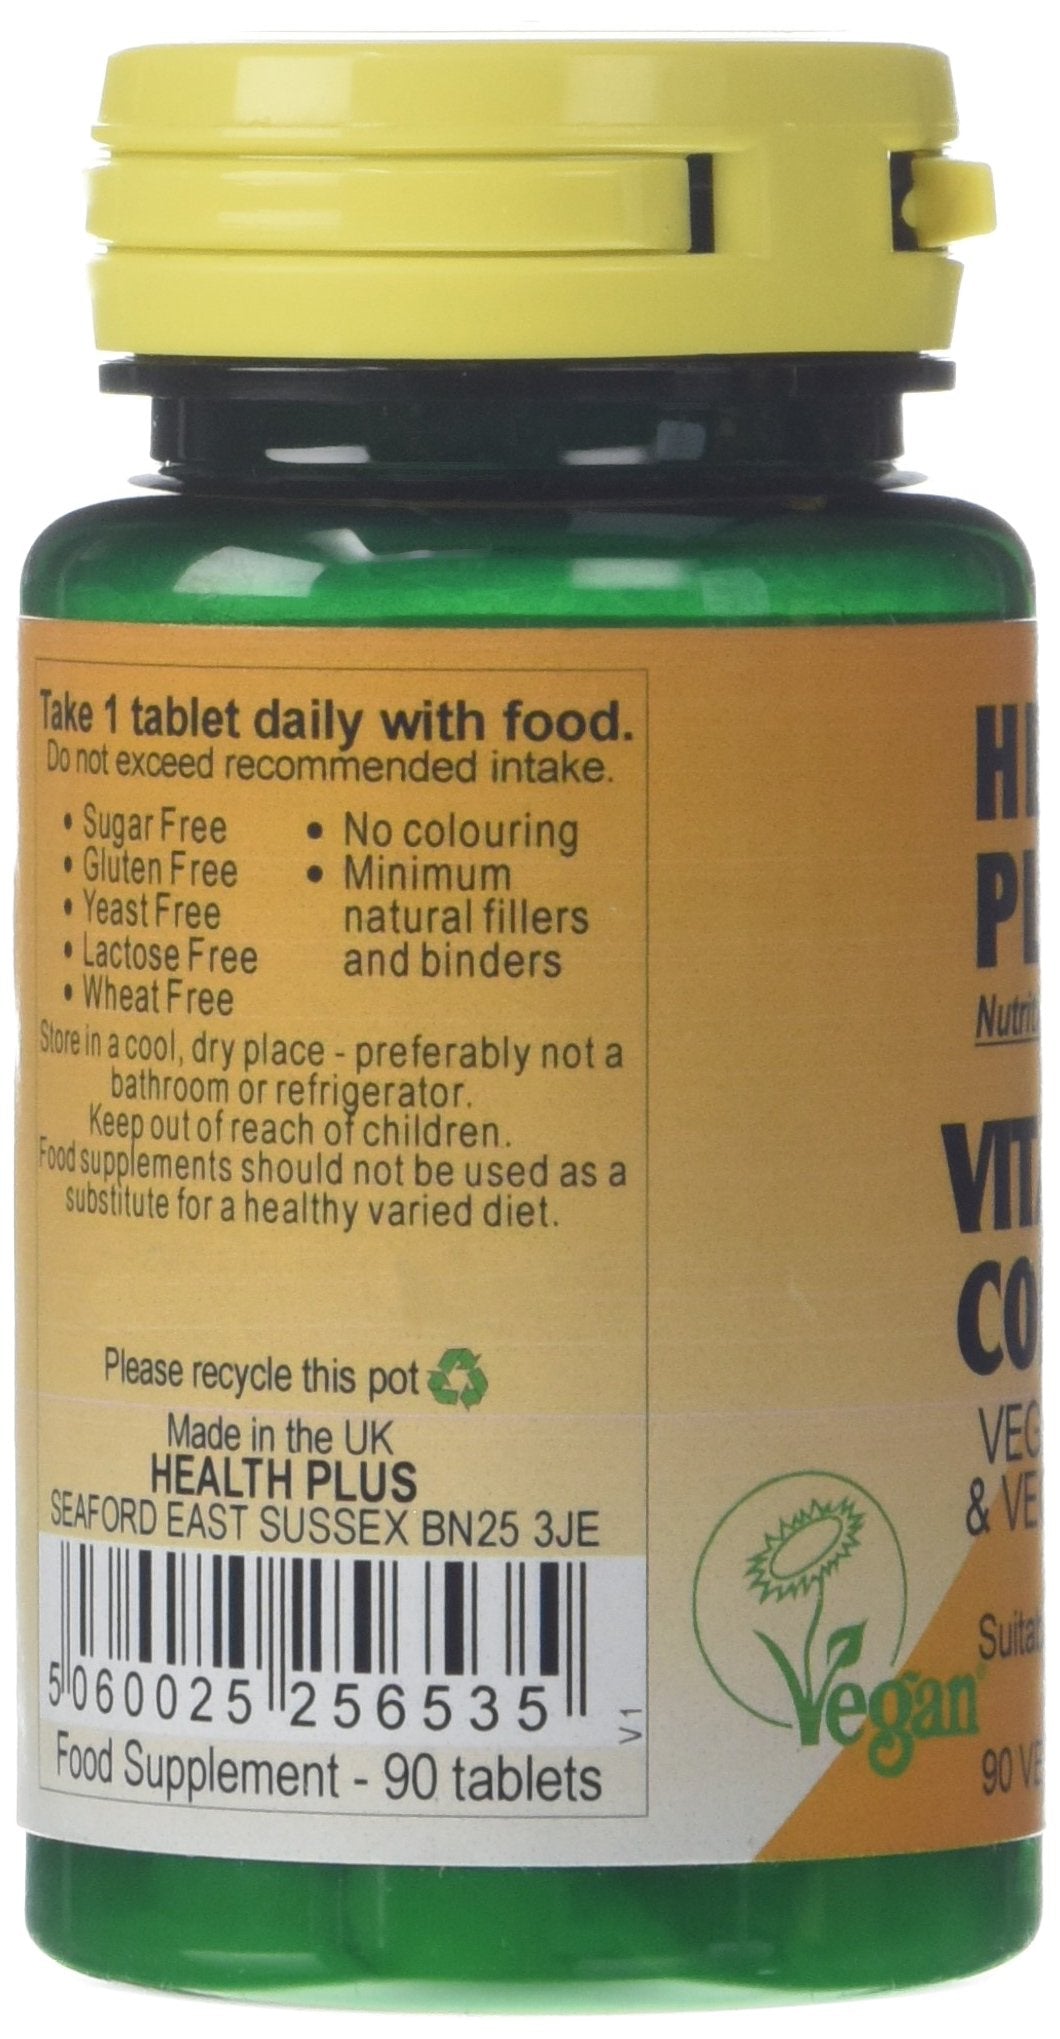 Take 1 tablet daily with food.
Do not exceed recommended intake.
• Sugar Free
• Gluten Free
• Yeast Free
• Lactose Free
• Wheat Free
• No colouring
• Minimum
natural fillers
and binders
Store in a cool, dry place - preferably not a
bathroom or refrigerator.
Keep out of reach of children.
Food supplements should not be used as a
substitute for a healthy varied diet.
Please recycle this pot
Made in the UK
HEALTH PLUS
SEAFORD EAST SUSSEX BN25 3JE
5 060025 256535
V1
Food Supplement - 90 tablets
Vegan
&
90